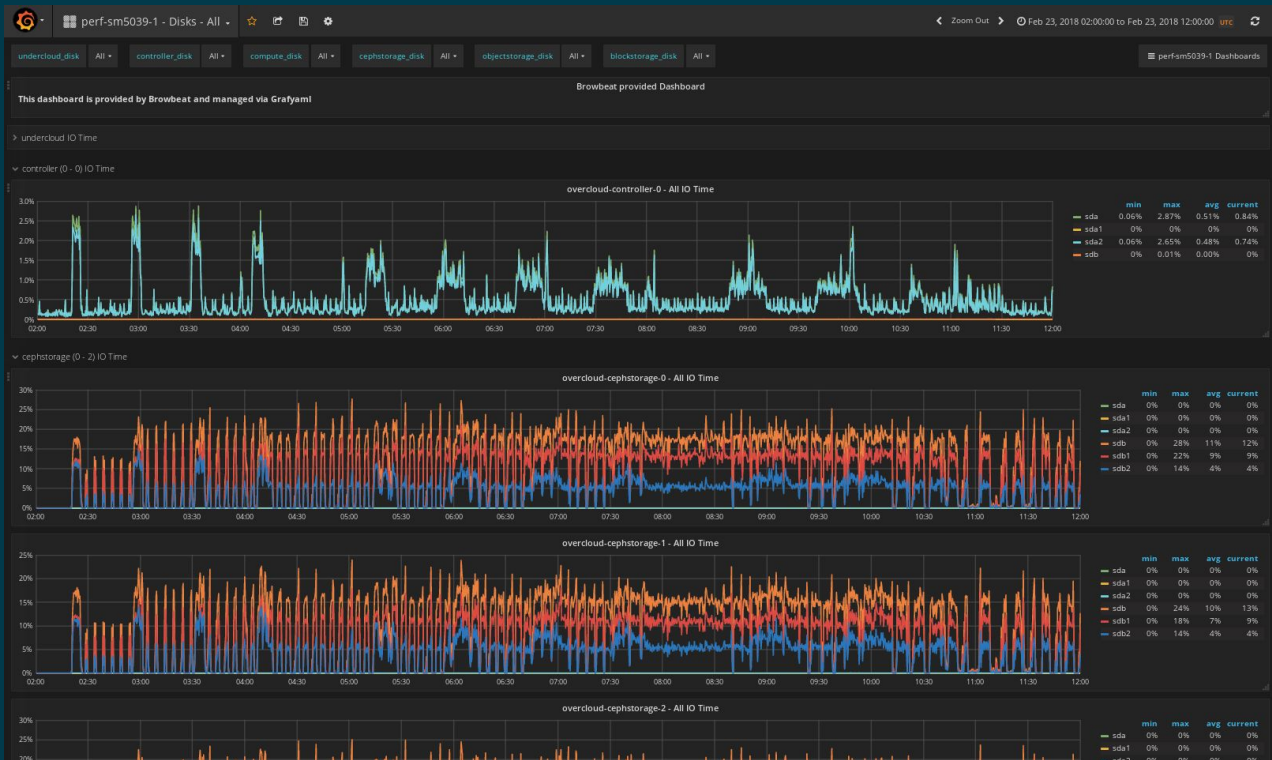 perf-sm5039-1 - Disks - All
Zoom Out
Feb 23, 2018 02:00:00 to Feb 23, 2018 12:00:00 UTC
undercloud_disk All controller_disk All compute_disk All cephstorage_disk All objectstorage_disk All blockstorage_disk All perf-sm5039-1 Dashboards
Browbeat provided Dashboard
This dashboard is provided by Browbeat and managed via Grafyaml
undercloud IO Time
controller (0 - 0) IO Time
overcloud-controller-0 - All IO Time
3.0%
2.5%
2.0%
1.5%
1.0%
0.5%
0%
02:00 02:30 03:00 03:30 04:00 04:30 05:00 05:30 06:00 06:30 07:00 07:30 08:00 08:30 09:00 09:30 10:00 10:30 11:00 11:30 12:00
min max avg current
sda 0.06% 2.87% 0.51% 0.84%
sda1 0% 0% 0% 0%
sda2 0.06% 2.65% 0.48% 0.74%
sdb 0% 0.01% 0.00% 0%
cephstorage (0 - 2) IO Time
overcloud-cephstorage-0 - All IO Time
30%
25%
20%
15%
10%
5%
0%
02:00 02:30 03:00 03:30 04:00 04:30 05:00 05:30 06:00 06:30 07:00 07:30 08:00 08:30 09:00 09:30 10:00 10:30 11:00 11:30 12:00
min max avg current
sda 0% 0% 0% 0%
sda1 0% 0% 0% 0%
sda2 0% 0% 0% 0%
sdb 0% 28% 11% 12%
sdb1 0% 22% 9% 9%
sdb2 0% 14% 4% 4%
overcloud-cephstorage-1 - All IO Time
25%
20%
15%
10%
5%
0%
02:00 02:30 03:00 03:30 04:00 04:30 05:00 05:30 06:00 06:30 07:00 07:30 08:00 08:30 09:00 09:30 10:00 10:30 11:00 11:30 12:00
min max avg current
sda 0% 0% 0% 0%
sda1 0% 0% 0% 0%
sda2 0% 0% 0% 0%
sdb 0% 24% 10% 13%
sdb1 0% 18% 7% 9%
sdb2 0% 14% 4% 4%
overcloud-cephstorage-2 - All IO Time
30%
25%
20%
min max avg current
sda 0% 0% 0% 0%
sda1 0% 0% 0% 0%